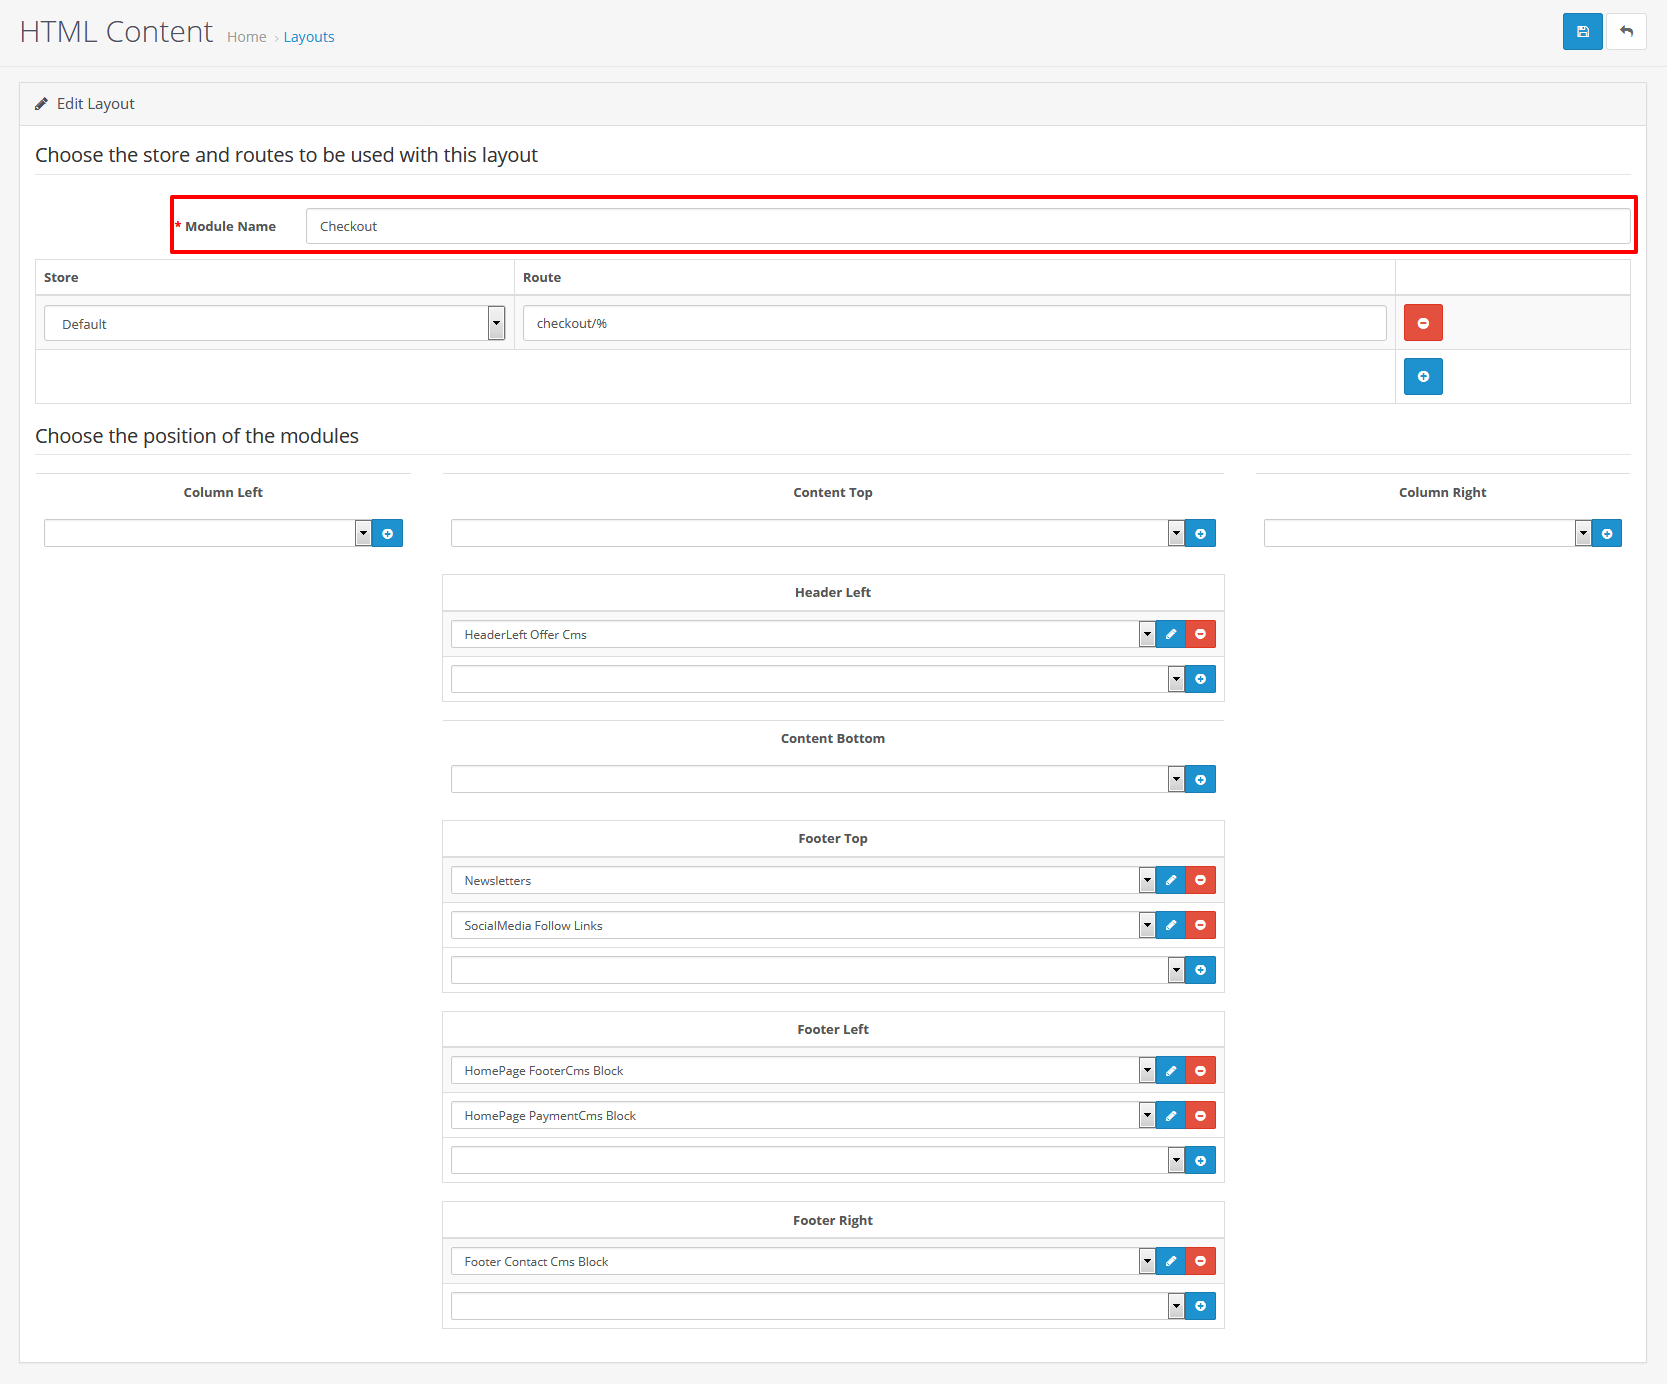 HTML Content Home › Layouts
Edit Layout
Choose the store and routes to be used with this layout
* Module Name Checkout
Store Route
Default checkout/%
Choose the position of the modules
Column Left Content Top Column Right
Header Left
HeaderLeft Offer Cms
Content Bottom
Footer Top
Newsletters
SocialMedia Follow Links
Footer Left
HomePage FooterCms Block
HomePage PaymentCms Block
Footer Right
Footer Contact Cms Block